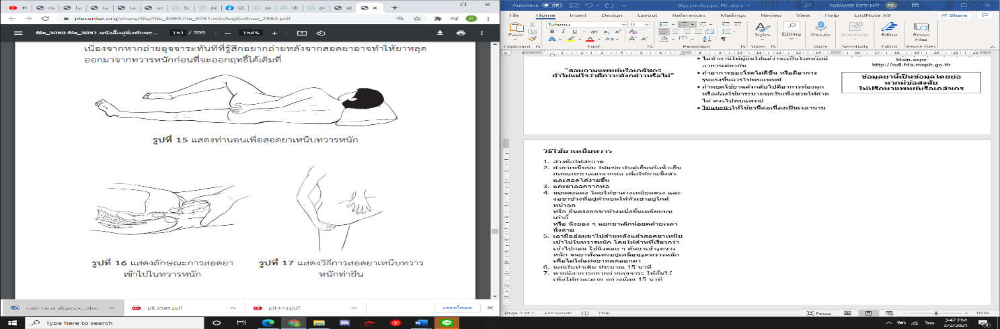 plecenter.org/share/file/file_3069.file_3051.หนังสือคู่มือทักษะ_2562.pdf
file_3069.file_3051.หนังสือคู่มือทักษะ_...
151 / 200
154%
เนื่องจากหากถ่ายอุจจาระทันทีที่รู้สึกอยากถ่ายหลังจากสอดยาอาจทำให้ยาหลุด
ออกมาจากทวารหนักก่อนที่จะออกฤทธิ์ได้เต็มที่
รูปที่ 15 แสดงท่านอนเพื่อสอดยาเหน็บทวารหนัก
รูปที่ 16 แสดงลักษณะการสอดยา
เข้าไปในทวารหนัก
รูปที่ 17 แสดงวิธีการสอดยาเหน็บทวาร
หนักท่ายืน
pil.3595.pdf
pil.173.pdf
แสดงทั้งหมด
Type here to search
AutoSave Off
GlycerinSuppo_PIL.docx
PATAWEE DETCHIT PD
File Home Insert Design Layout References Mailings Review View Help EndNote X9
Share
Tahoma 11
Paste
Styles
Editing
Dictate
Sensitivity
Editor
Reuse
Files
Clipboard Font Paragraph Styles Voice Sensitivity Editor Reuse Files
"สอบถามแพทย์หรือเภสัชกร
ถ้าไม่แน่ใจว่ามีภาวะดังกล่าวหรือไม่"
• ไม่นำยานี้ให้ผู้อื่นใช้แม้ว่าจะเป็นโรคหรือมี
อาการเดียวกัน
• ถ้าอาการของโรคไม่ดีขึ้น หรือมีอาการ
รุนแรงขึ้นควรไปพบแพทย์
• ถ้าหยุดใช้ยาแล้วกลับไปมีอาการท้องผูก
หรือต้องใช้ยาระบายทุกวันเพื่อช่วยให้ถ่าย
ได้ ควรไปพบแพทย์
• ไม่แนะนำให้ใช้ยานี้ต่อเนื่องเป็นเวลานาน
Main.aspx
http://ndi.fda.moph.go.th
ข้อมูลยานี้เป็นข้อมูลโดยย่อ
หากมีข้อสงสัย
ให้ปรึกษาแพทย์หรือเภสัชกร
วิธีใช้ยาเหน็บทวาร
1. ล้างมือให้สะอาด
2. ถ้ายาเหน็บนิ่ม ให้แช่ยาในตู้เย็นหรือน้ำเย็น
ก่อนแกะยาออกจากห่อ เพื่อให้ยาแข็งตัว
และสอดได้ง่ายขึ้น
3. แกะยาออกจากห่อ
4. นอนตะแคง โดยให้ขาล่างเหยียดตรง และ
งอขาข้างที่อยู่ด้านบนให้หัวเข่าอยู่ใกล้
หน้าอก
หรือ ยืนตรงยกขาข้างหนึ่งขึ้นเหยียบบน
เก้าอี้
หรือ นั่งยอง ๆ แยกขาเล็กน้อยคล้ายเวลา
นั่งถ่าย
5. เอามืออ้อมขาไปด้านหลังแล้วสอดยาเหน็บ
เข้าไปในทวารหนัก โดยให้ด้านที่เรียวกว่า
เข้าไปก่อน ใช้นิ้วค่อย ๆ ดันยาเข้ารูทวาร
หนัก จนยาทั้งแท่งอยู่เหนือหูรูดทวารหนัก
เพื่อไม่ให้แท่งยาหลุดออกมา
6. นอนในท่าเดิม ประมาณ 15 นาที
7. หากมีอาการอยากถ่ายอุจจาระ ให้อั้นไว้
เพื่อให้ยาละลาย อย่างน้อย 15 นาที
Page 2 of 2 648 words Thai
Focus
100%
ไทย
5:47 PM
3/2/2021